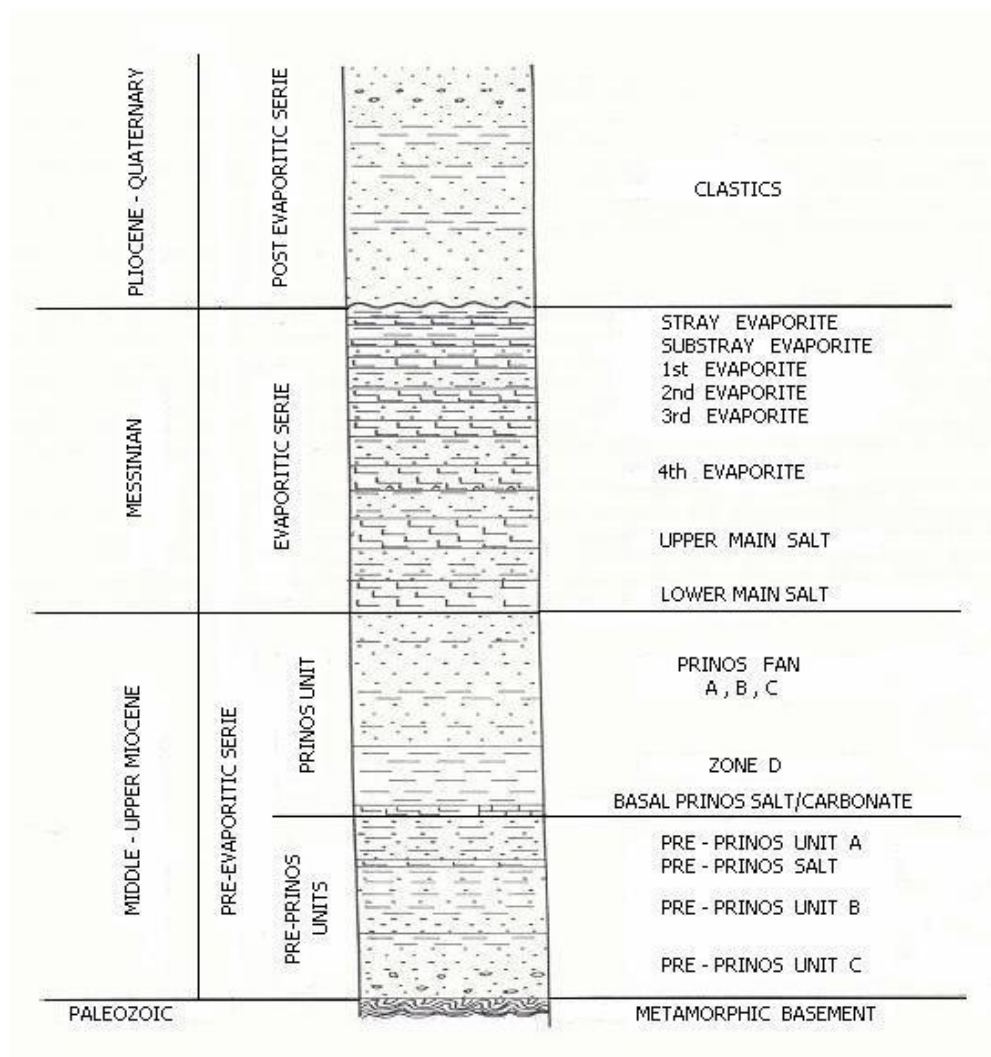 PLIOCENE - QUATERNARY
POST EVAPORITIC SERIE
CLASTICS
MESSINIAN
EVAPORITIC SERIE
STRAY EVAPORITE
SUBSTRAY EVAPORITE
1st EVAPORITE
2nd EVAPORITE
3rd EVAPORITE
4th EVAPORITE
UPPER MAIN SALT
LOWER MAIN SALT
MIDDLE - UPPER MIOCENE
PRE-EVAPORITIC SERIE
PRINOS UNIT
PRINOS FAN
A , B , C
ZONE D
BASAL PRINOS SALT/CARBONATE
PRE-PRINOS
UNITS
PRE - PRINOS UNIT A
PRE - PRINOS SALT
PRE - PRINOS UNIT B
PRE - PRINOS UNIT C
PALEOZOIC
METAMORPHIC BASEMENT